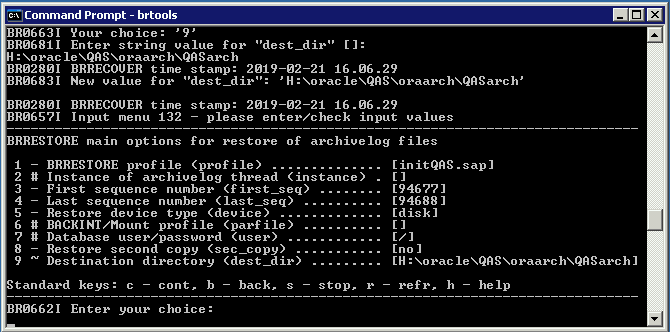 Command Prompt - brtools
BR0663I Your choice: '9'
BR0681I Enter string value for "dest_dir" []:
H:\oracle\QAS\oraarch\QASarch
BR0280I BRRECOVER time stamp: 2019-02-21 16.06.29
BR0683I New value for "dest_dir": 'H:\oracle\QAS\oraarch\QASarch'
BR0280I BRRECOVER time stamp: 2019-02-21 16.06.29
BR0657I Input menu 132 - please enter/check input values
-------------------------------------------------------------------------------
BRRESTORE main options for restore of archivelog files
1 - BRRESTORE profile (profile) ............. [initQAS.sap]
2 # Instance of archivelog thread (instance) . []
3 - First sequence number (first_seq) ........ [94677]
4 - Last sequence number (last_seq) .......... [94688]
5 - Restore device type (device) ............. [disk]
6 # BACKINT/Mount profile (parfile) .......... []
7 # Database user/password (user) ............ [/]
8 - Restore second copy (sec_copy) ........... [no]
9 ~ Destination directory (dest_dir) ......... [H:\oracle\QAS\oraarch\QASarch]
Standard keys: c - cont, b - back, s - stop, r - refr, h - help
-------------------------------------------------------------------------------
BR0662I Enter your choice: